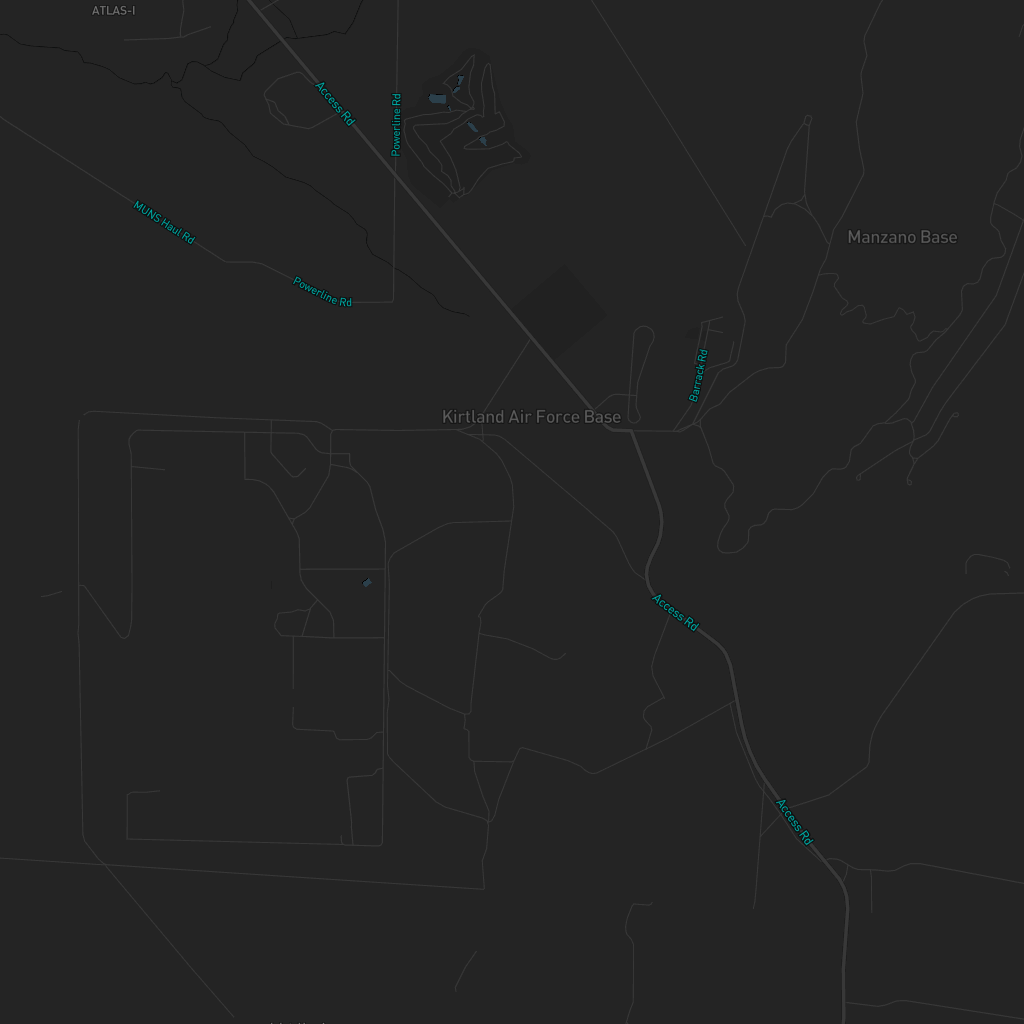 ATLAS-I
Access Rd
Powerline Rd
MUNS Haul Rd
Manzano Base
Powerline Rd
Barrack Rd
Kirtland Air Force Base
Access Rd
Access Rd